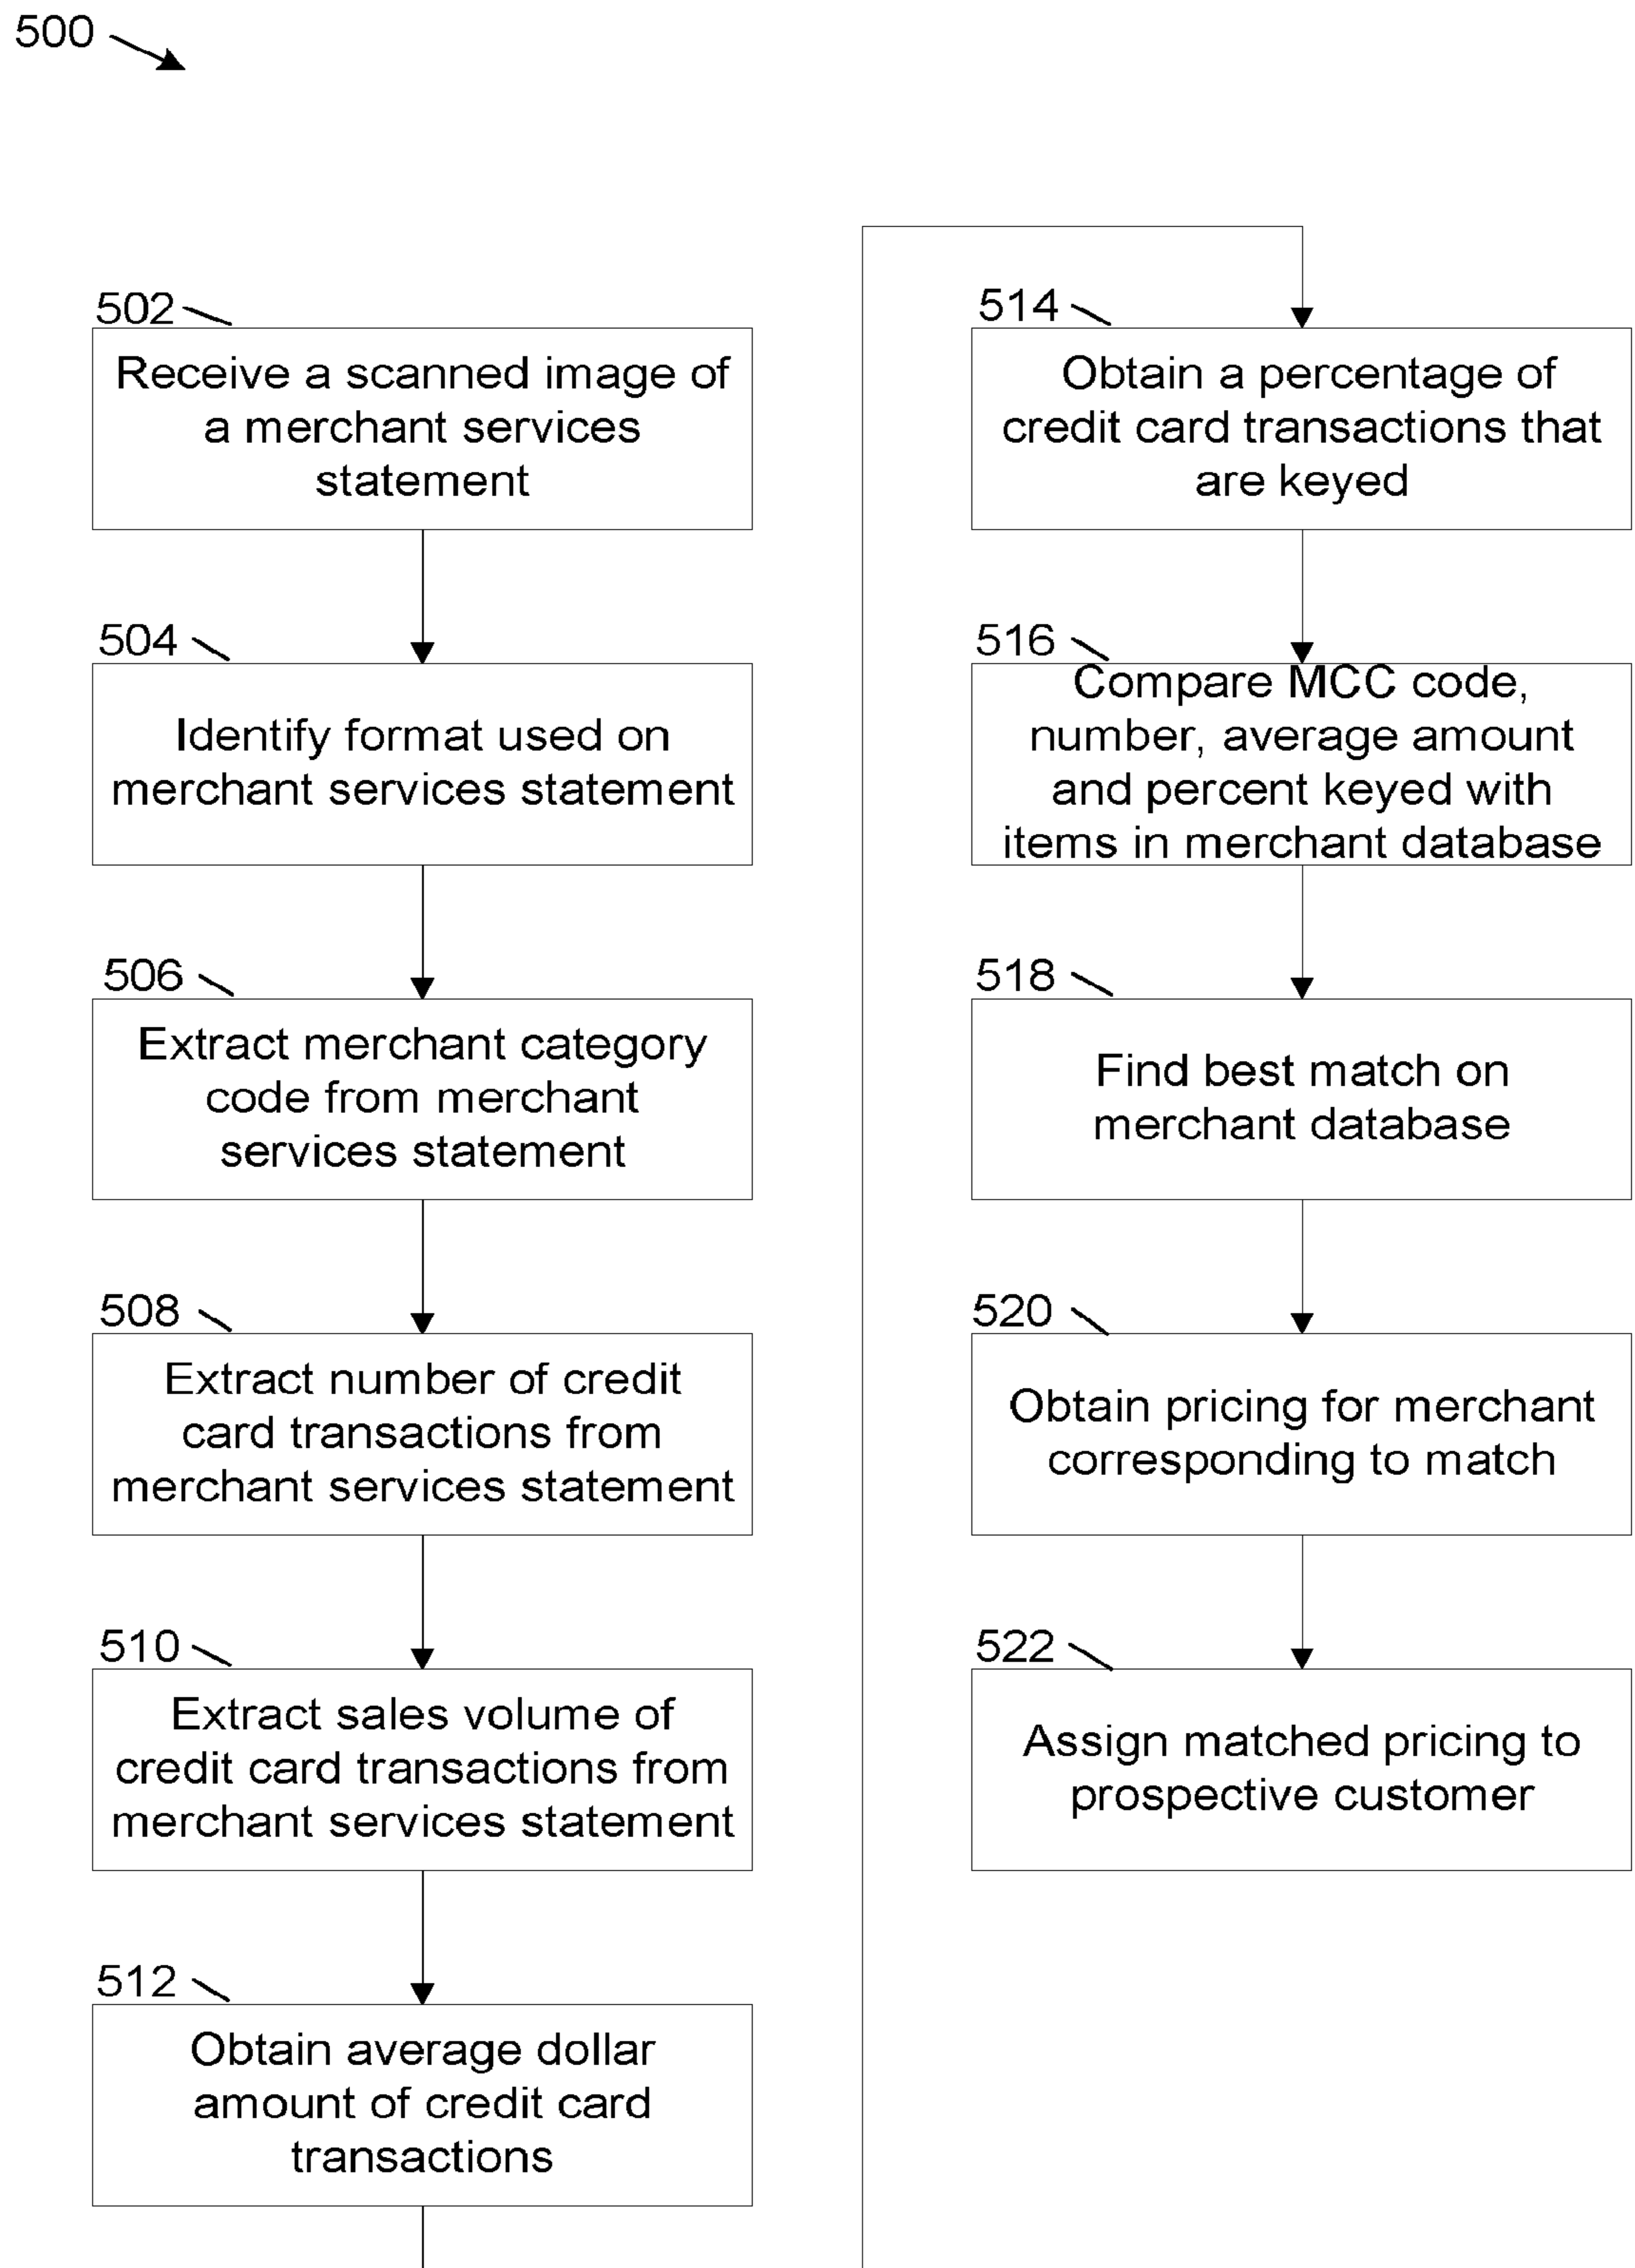 500
502
Receive a scanned image of
a merchant services
statement
504
Identify format used on
merchant services statement
506
Extract merchant category
code from merchant
services statement
508
Extract number of credit
card transactions from
merchant services statement
510
Extract sales volume of
credit card transactions from
merchant services statement
512
Obtain average dollar
amount of credit card
transactions
514
Obtain a percentage of
credit card transactions that
are keyed
516
Compare MCC code,
number, average amount
and percent keyed with
items in merchant database
518
Find best match on
merchant database
520
Obtain pricing for merchant
corresponding to match
522
Assign matched pricing to
prospective customer